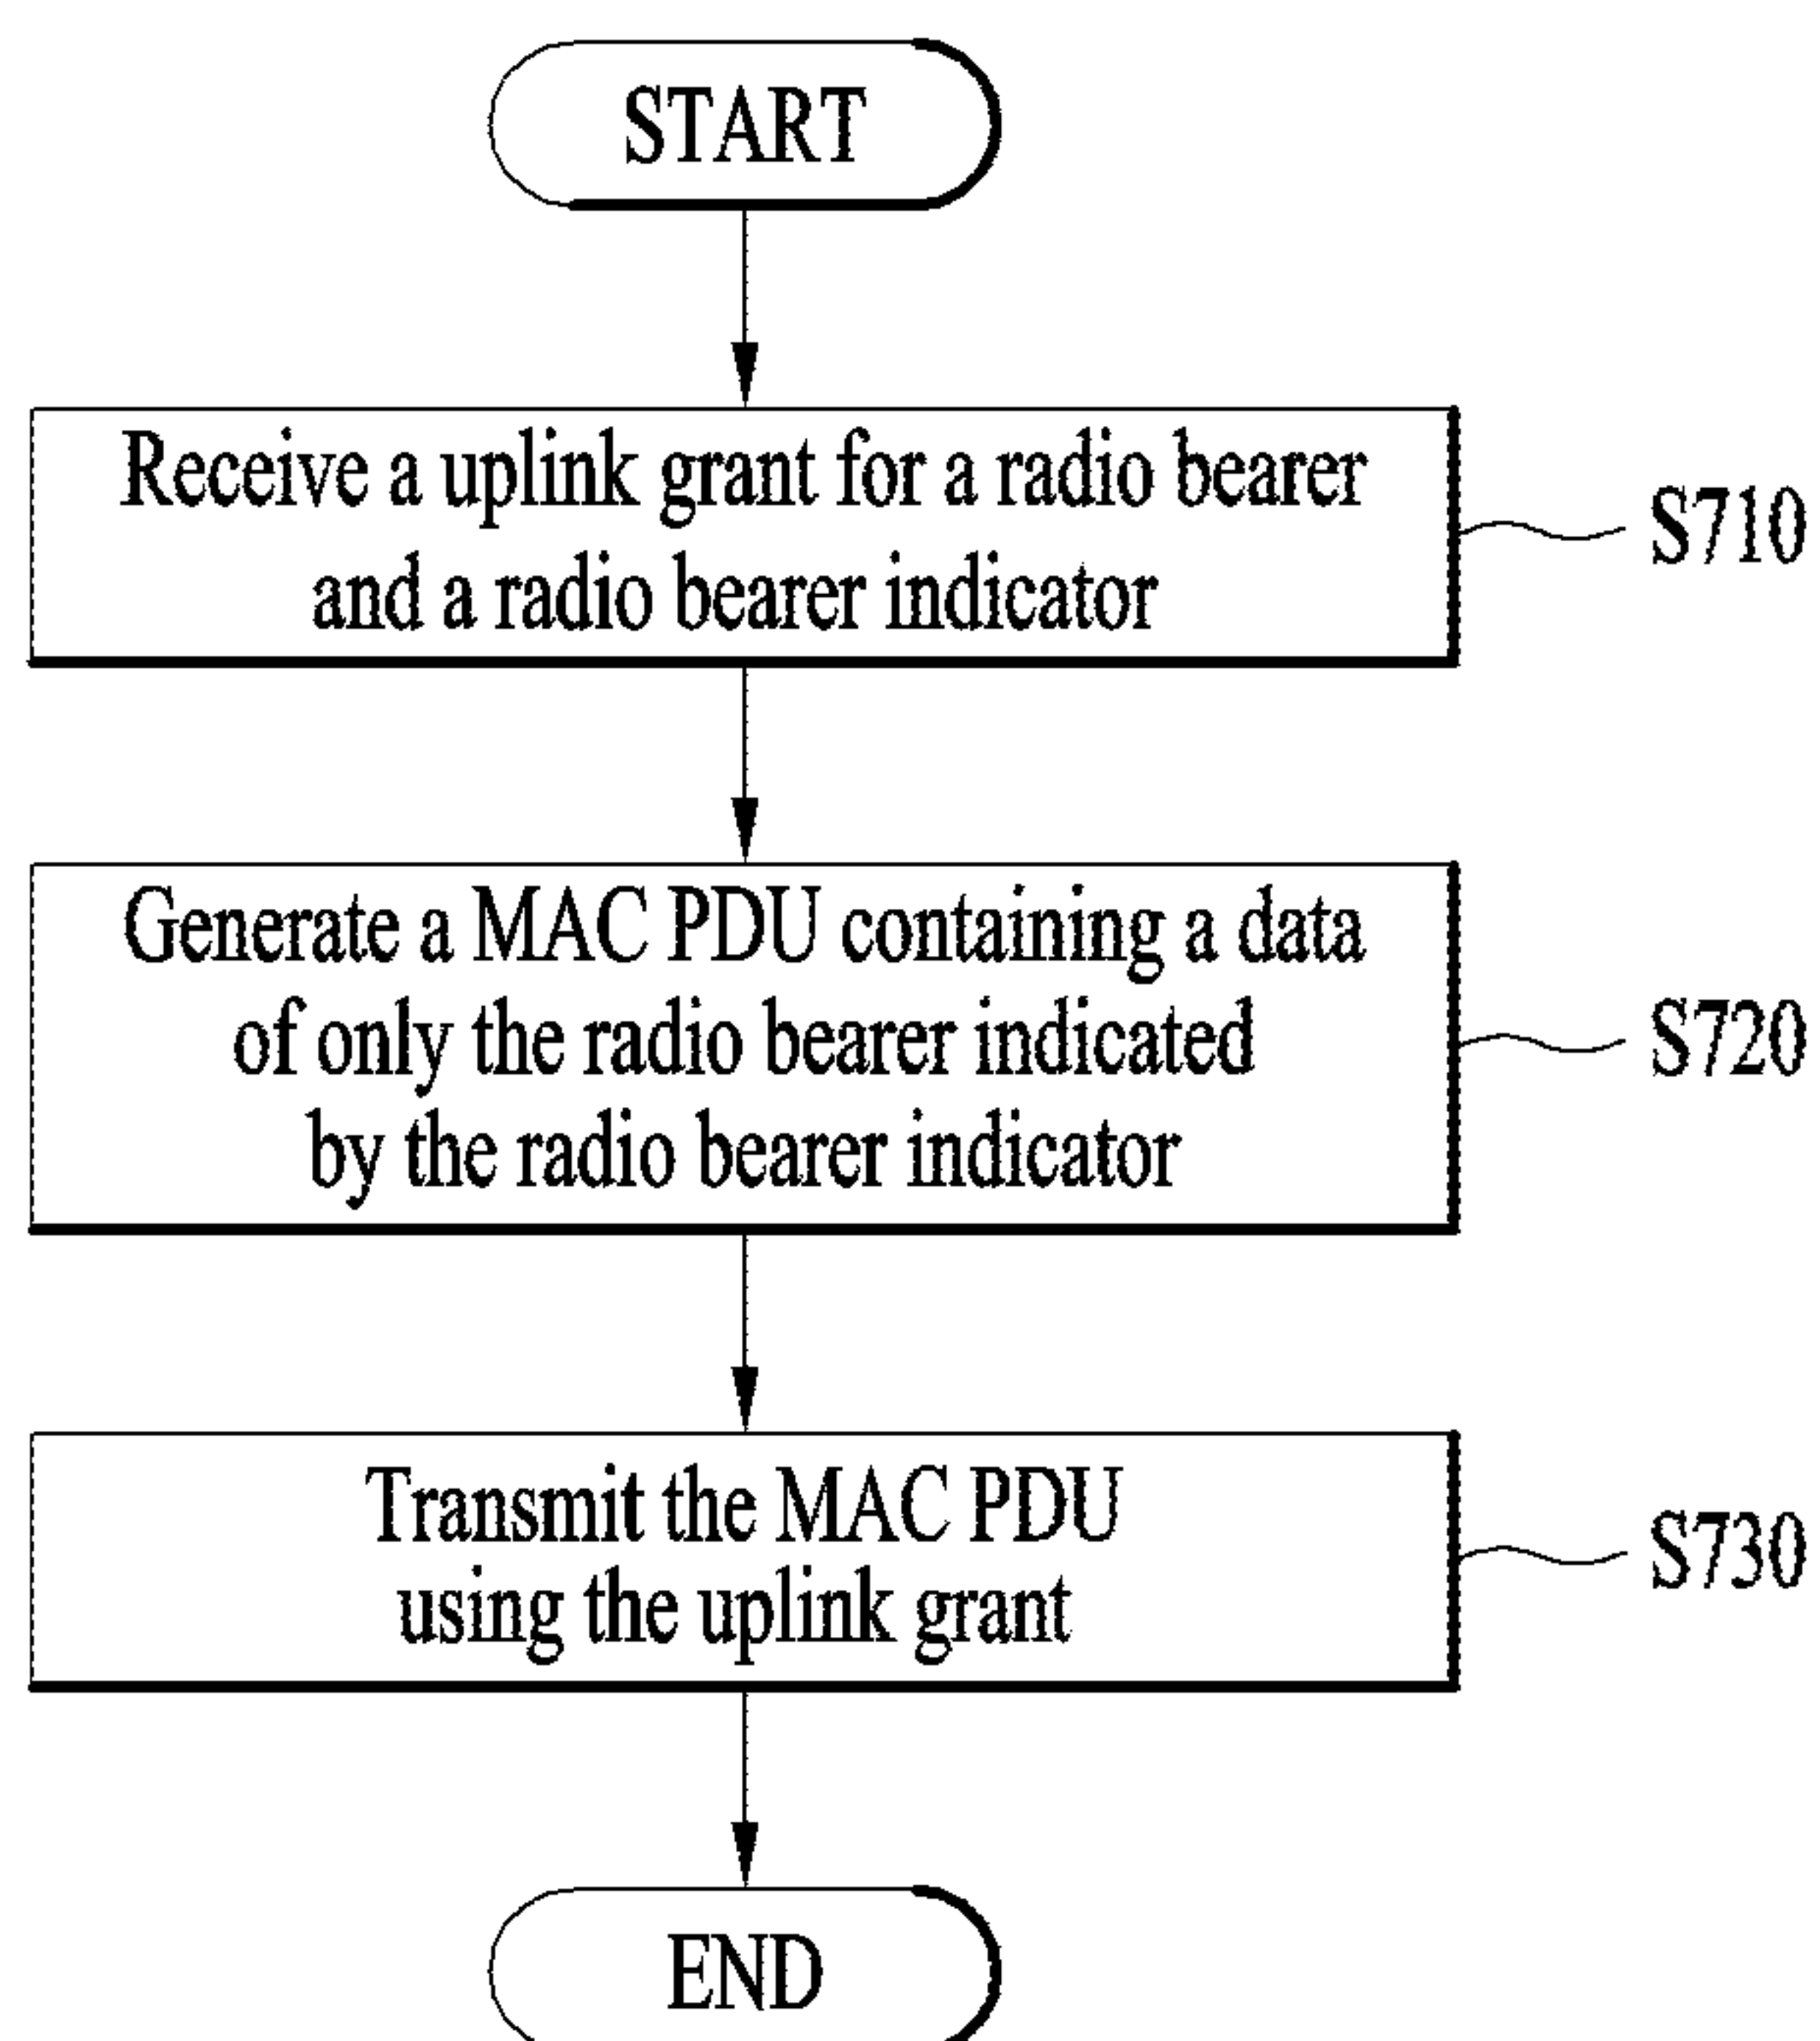 START
Receive a uplink grant for a radio bearer
and a radio bearer indicator
S710
Generate a MAC PDU containing a data
of only the radio bearer indicated
by the radio bearer indicator
S720
Transmit the MAC PDU
using the uplink grant
S730
END